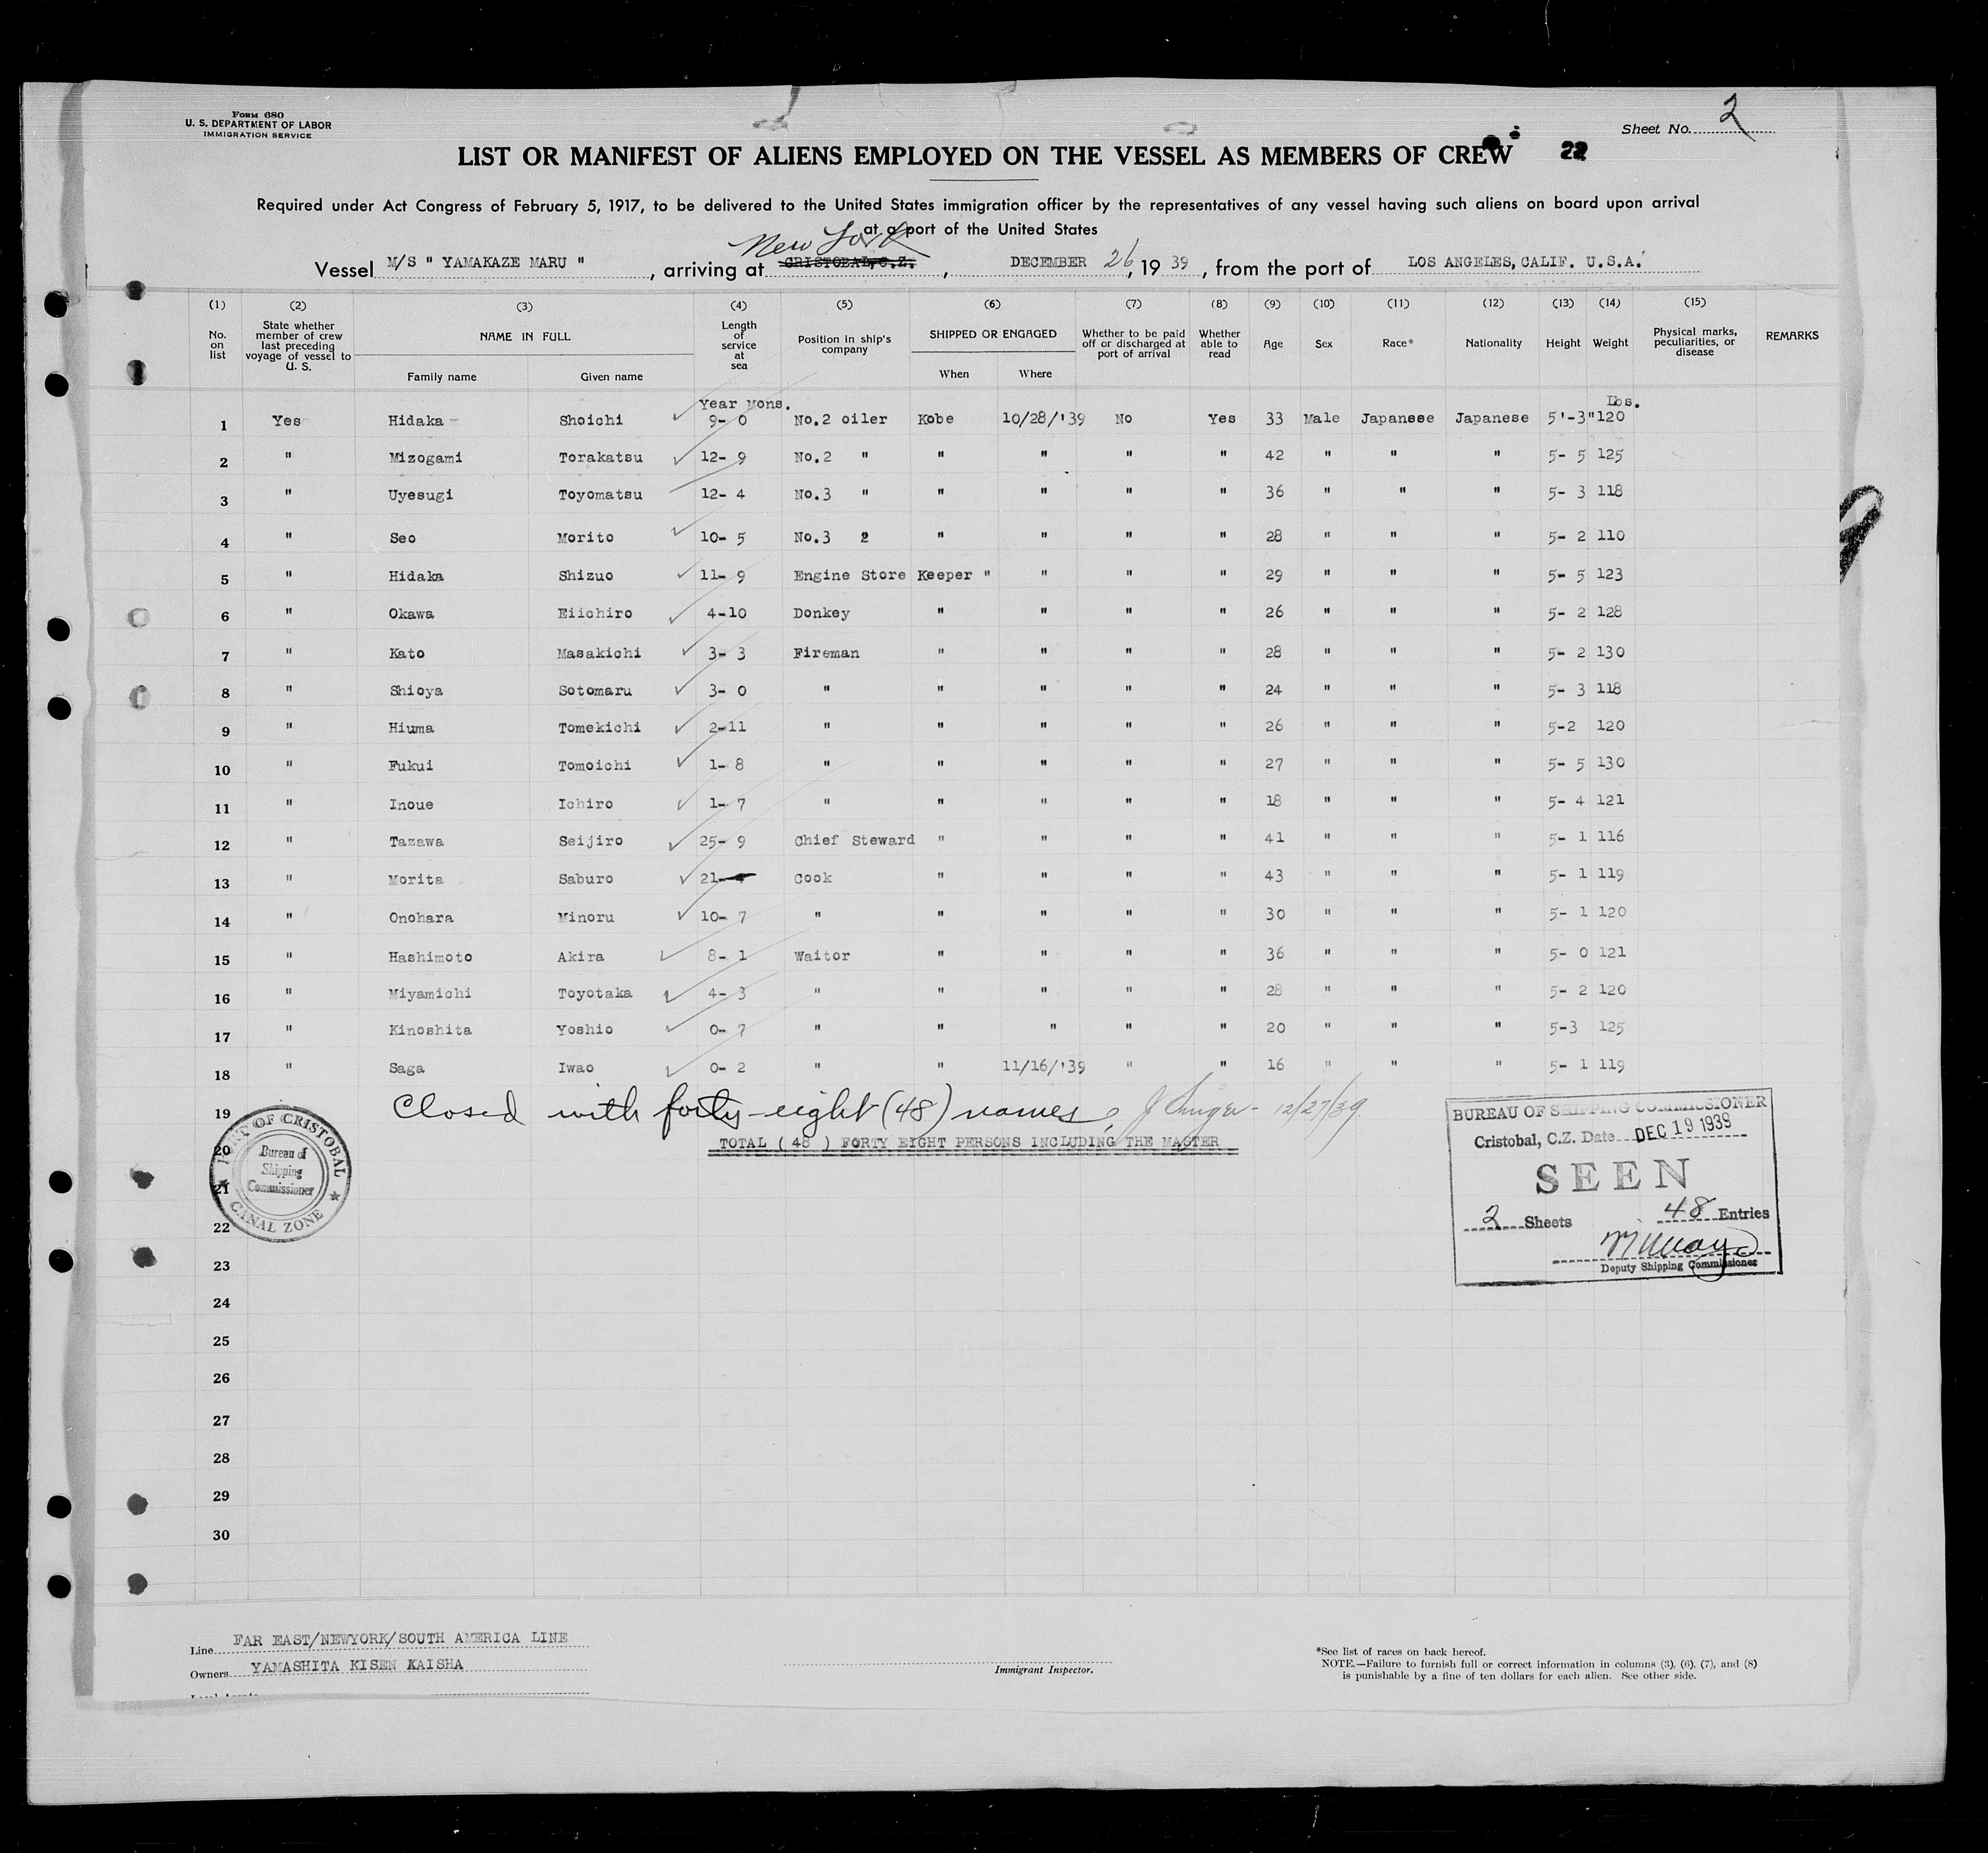 Form 680
U. S. DEPARTMENT OF LABOR
IMMIGRATION SERVICE
Sheet No. 2
LIST OR MANIFEST OF ALIENS EMPLOYED ON THE VESSEL AS MEMBERS OF CREW
Required under Act Congress of February 5, 1917, to be delivered to the United States immigration officer by the representatives of any vessel having such aliens on board upon arrival
at a port of the United States
New York
Vessel M/S " YAMAKAZE MARU " , arriving at CRISTOBAL, C.Z. , DECEMBER 26, 1939 , from the port of LOS ANGELES, CALIF. U.S.A.
(1) (2) (3) (4) (5) (6) (7) (8) (9) (10) (11) (12) (13) (14) (15)
No. on list State whether member of crew last preceding voyage of vessel to U. S. NAME IN FULL Length of service at sea Position in ship's company SHIPPED OR ENGAGED Whether to be paid off or discharged at port of arrival Whether able to read Age Sex Race* Nationality Height Weight Physical marks, peculiarities, or disease REMARKS
Family name Given name When Where
Year Mons. Lbs.
1 Yes Hidaka Shoichi 9- 0 No.2 oiler Kobe 10/28/'39 No Yes 33 Male Japanese Japanese 5'-3" 120
2 " Mizogami Torakatsu 12- 9 No.2 " " " " " 42 " " " 5- 5 125
3 " Uyesugi Toyomatsu 12- 4 No.3 " " " " " 36 " " " 5- 3 118
4 " Seo Morito 10- 5 No.3 2 " " " " 28 " " " 5- 2 110
5 " Hidaka Shizuo 11- 9 Engine Store Keeper " " " " 29 " " " 5- 5 123
6 " Okawa Eiichiro 4-10 Donkey " " " " 26 " " " 5- 2 128
7 " Kato Masakichi 3- 3 Fireman " " " " 28 " " " 5- 2 130
8 " Shioya Sotomaru 3- 0 " " " " " 24 " " " 5- 3 118
9 " Hiuma Tomekichi 2-11 " " " " " 26 " " " 5-2 120
10 " Fukui Tomoichi 1- 8 " " " " " 27 " " " 5- 5 130
11 " Inoue Ichiro 1- 7 " " " " " 18 " " " 5- 4 121
12 " Tazawa Seijiro 25- 9 Chief Steward " " " " 41 " " " 5- 1 116
13 " Morita Saburo 21- Cook " " " " 43 " " " 5- 1 119
14 " Onohara Minoru 10- 7 " " " " " 30 " " " 5- 1 120
15 " Hashimoto Akira 8- 1 Waitor " " " " 36 " " " 5- 0 121
16 " Miyamichi Toyotaka 4- 3 " " " " " 28 " " " 5- 2 120
17 " Kinoshita Yoshio 0- 7 " " " " " 20 " " " 5-3 125
18 " Saga Iwao 0- 2 " " 11/16/'39 " " 16 " " " 5- 1 119
19 Closed with forty-eight (48) names, 12/27/39.
20 TOTAL ( 48 ) FORTY EIGHT PERSONS INCLUDING THE MASTER
21
22
23
24
25
26
27
28
29
30
PORT OF CRISTOBAL
Bureau of
Shipping
Commissioner
CANAL ZONE
BUREAU OF SHIPPING COMMISSIONER
Cristobal, C.Z. Date DEC 19 1939
SEEN
2 Sheets 48 Entries
Deputy Shipping Commissioner
Line FAR EAST/NEWYORK/SOUTH AMERICA LINE
Owners YAMASHITA KISEN KAISHA
Immigrant Inspector.
*See list of races on back hereof.
NOTE.—Failure to furnish full or correct information in columns (3), (6), (7), and (8)
is punishable by a fine of ten dollars for each alien. See other side.